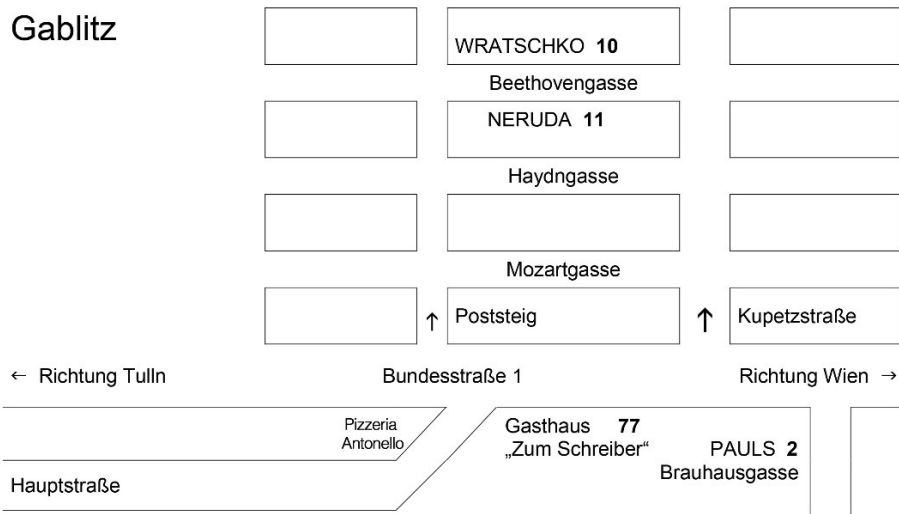 Gablitz
WRATSCHKO 10
Beethovengasse
NERUDA 11
Haydngasse
Mozartgasse
↑ Poststeig
↑ Kupetzstraße
← Richtung Tulln
Bundesstraße 1
Richtung Wien →
Pizzeria
Antonello
Gasthaus 77
„Zum Schreiber“
PAULS 2
Brauhausgasse
Hauptstraße